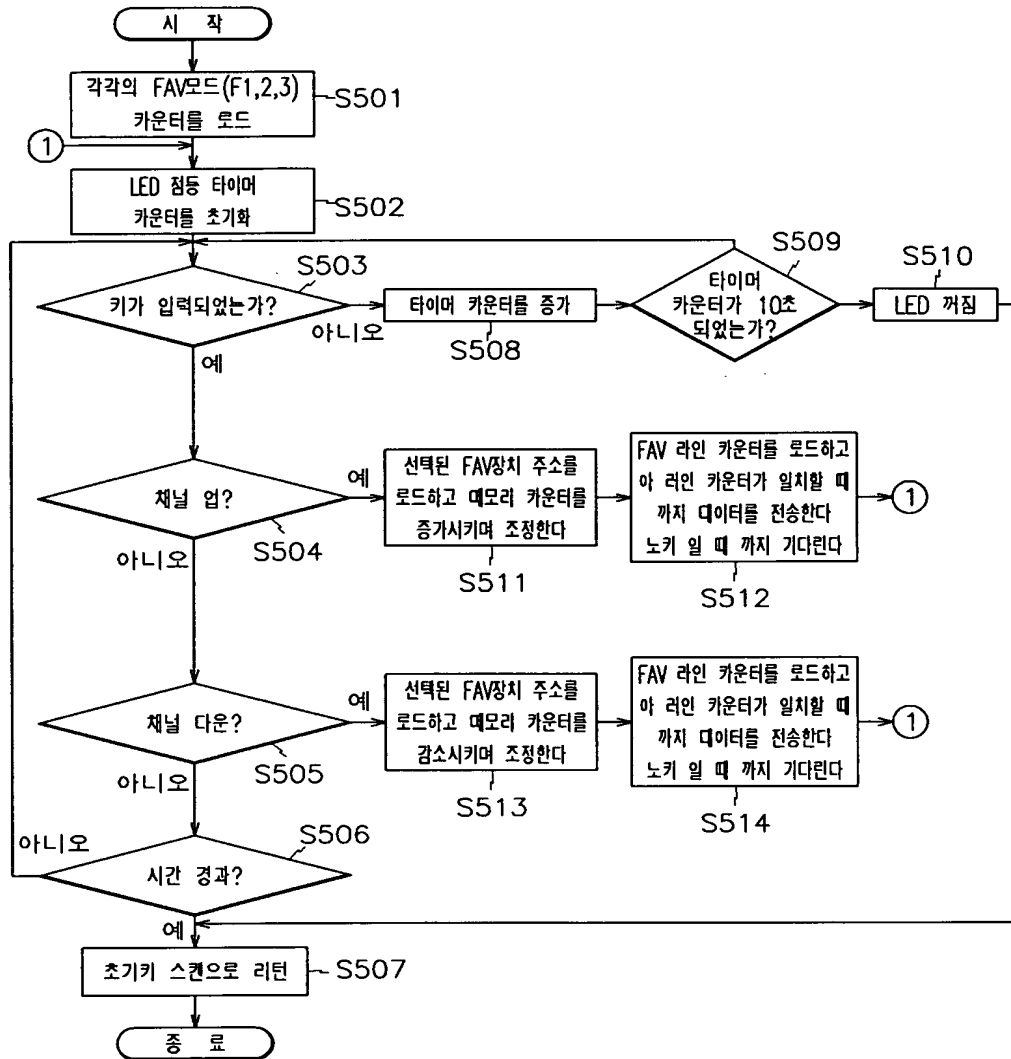 시 작
각각의 FAV모드(F1,2,3)
카운터를 로드
S501
1
LED 점등 타이머
카운터를 초기화
S502
키가 입력되었는가?
S503
아니오
예
타이머 카운터를 증가
S508
타이머
카운터가 10초
되었는가?
S509
LED 꺼짐
S510
채널 업?
S504
예
아니오
선택된 FAV장치 주소를
로드하고 메모리 카운터를
증가시키며 조정한다
S511
FAV 라인 카운터를 로드하고
야 러인 카운터가 일치할 때
까지 데이터를 전송한다
노키 일 때 까지 기다린다
S512
1
채널 다운?
S505
예
아니오
선택된 FAV장치 주소를
로드하고 메모리 카운터를
감소시키며 조정한다
S513
FAV 라인 카운터를 로드하고
야 러인 카운터가 일치할 때
까지 데이터를 전송한다
노키 일 때 까지 기다린다
S514
1
시간 경과?
S506
아니오
예
초기키 스캔으로 리턴
S507
종 료